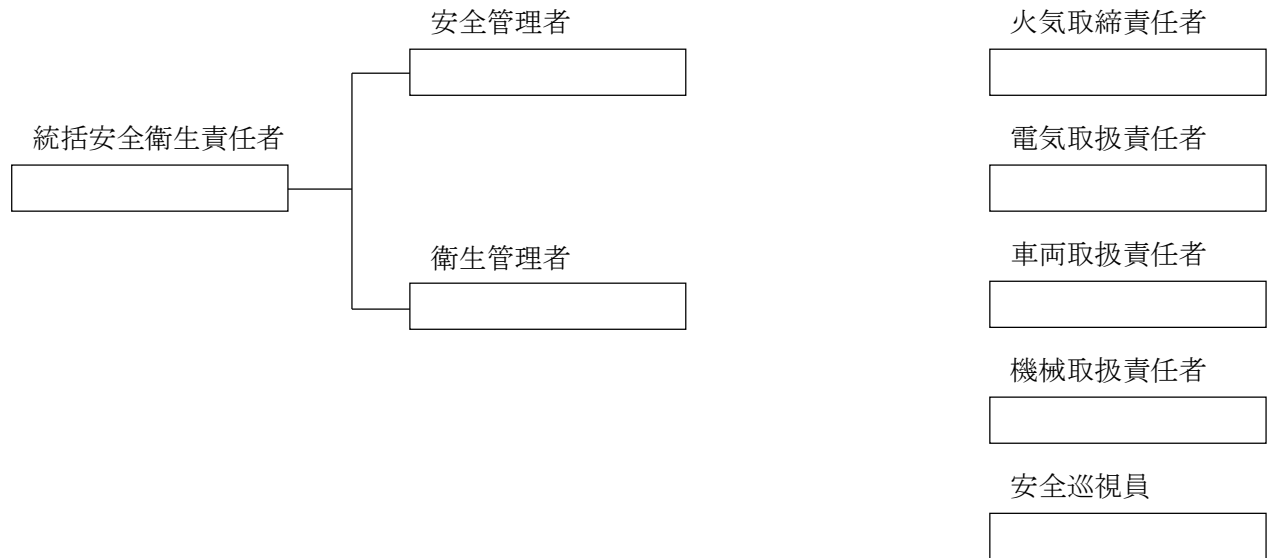 安全管理者
火気取締責任者
統括安全衛生責任者
電気取扱責任者
衛生管理者
車両取扱責任者
機械取扱責任者
安全巡視員